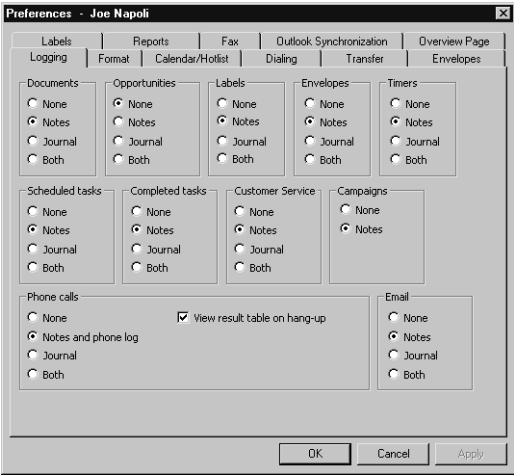 Preferences - Joe Napoli
Labels Reports Fax Outlook Synchronization Overview Page
Logging Format Calendar/Hotlist Dialing Transfer Envelopes
Documents Opportunities Labels Envelopes Timers
None None None None None
Notes Notes Notes Notes Notes
Journal Journal Journal Journal Journal
Both Both Both Both Both
Scheduled tasks Completed tasks Customer Service Campaigns
None None None None
Notes Notes Notes Notes
Journal Journal Journal
Both Both Both
Phone calls Email
None View result table on hang-up None
Notes and phone log Notes
Journal Journal
Both Both
OK Cancel Apply